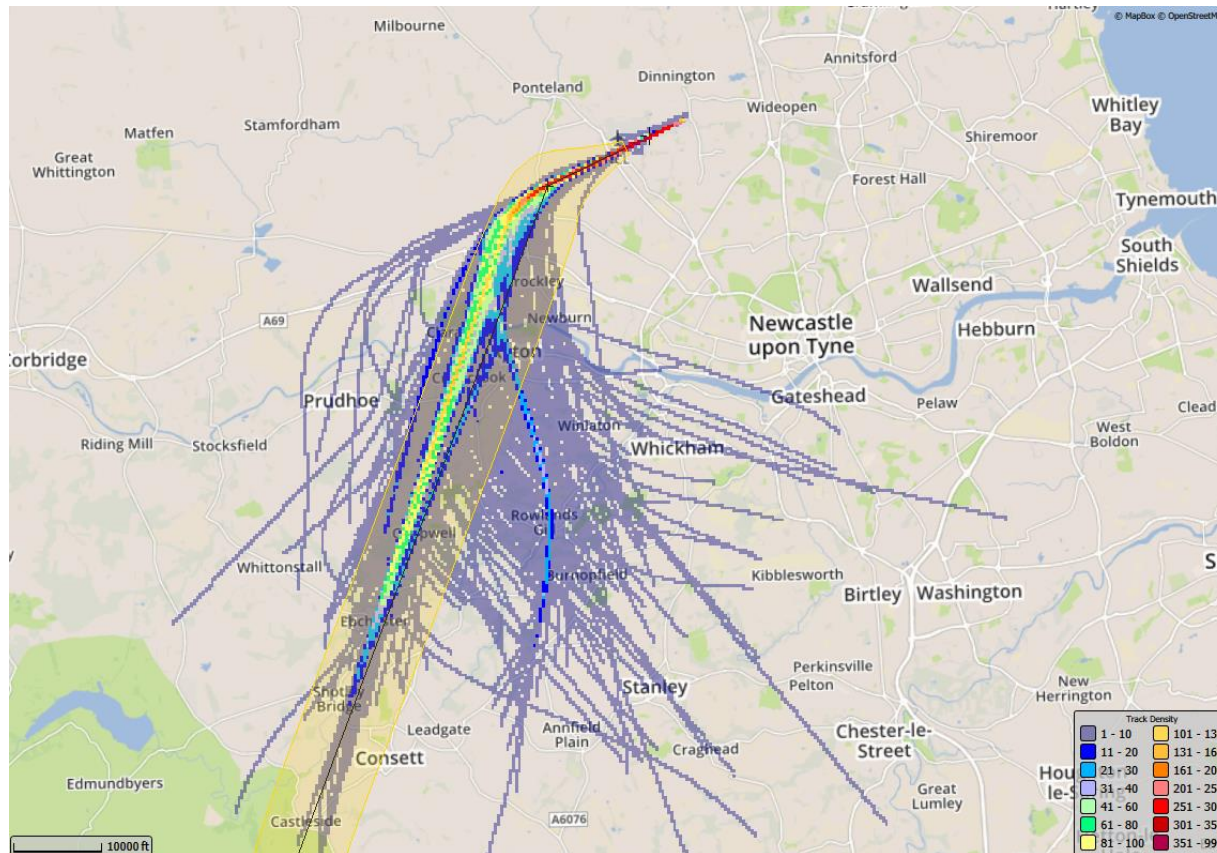 © MapBox © OpenStreetM
Milbourne
Annitsford
Dinnington
Ponteland
Wideopen
Whitley
Bay
Matfen
Stamfordham
Shiremoor
Great
Whittington
Forest Hall
Tynemouth
South
Shields
Wallsend
A69
Newburn
Newcastle
upon Tyne
Hebburn
orbridge
Prudhoe
Gateshead
Pelaw
Clead
Riding Mill
Stocksfield
Winlaton
Whickham
West
Boldon
Whittonstall
Burnopfield
Kibblesworth
Birtley
Washington
S
Perkinsville
Pelton
New
Herrington
Stanley
Bridge
Leadgate
Annfield
Plain
Craghead
Chester-le-
Street
Consett
Edmundbyers
Great
Lumley
Castleside
A6076
10000 ft
Track Density
1 - 10
101 - 13
11 - 20
131 - 16
21 - 30
161 - 20
31 - 40
201 - 25
41 - 60
251 - 30
61 - 80
301 - 35
81 - 100
351 - 99